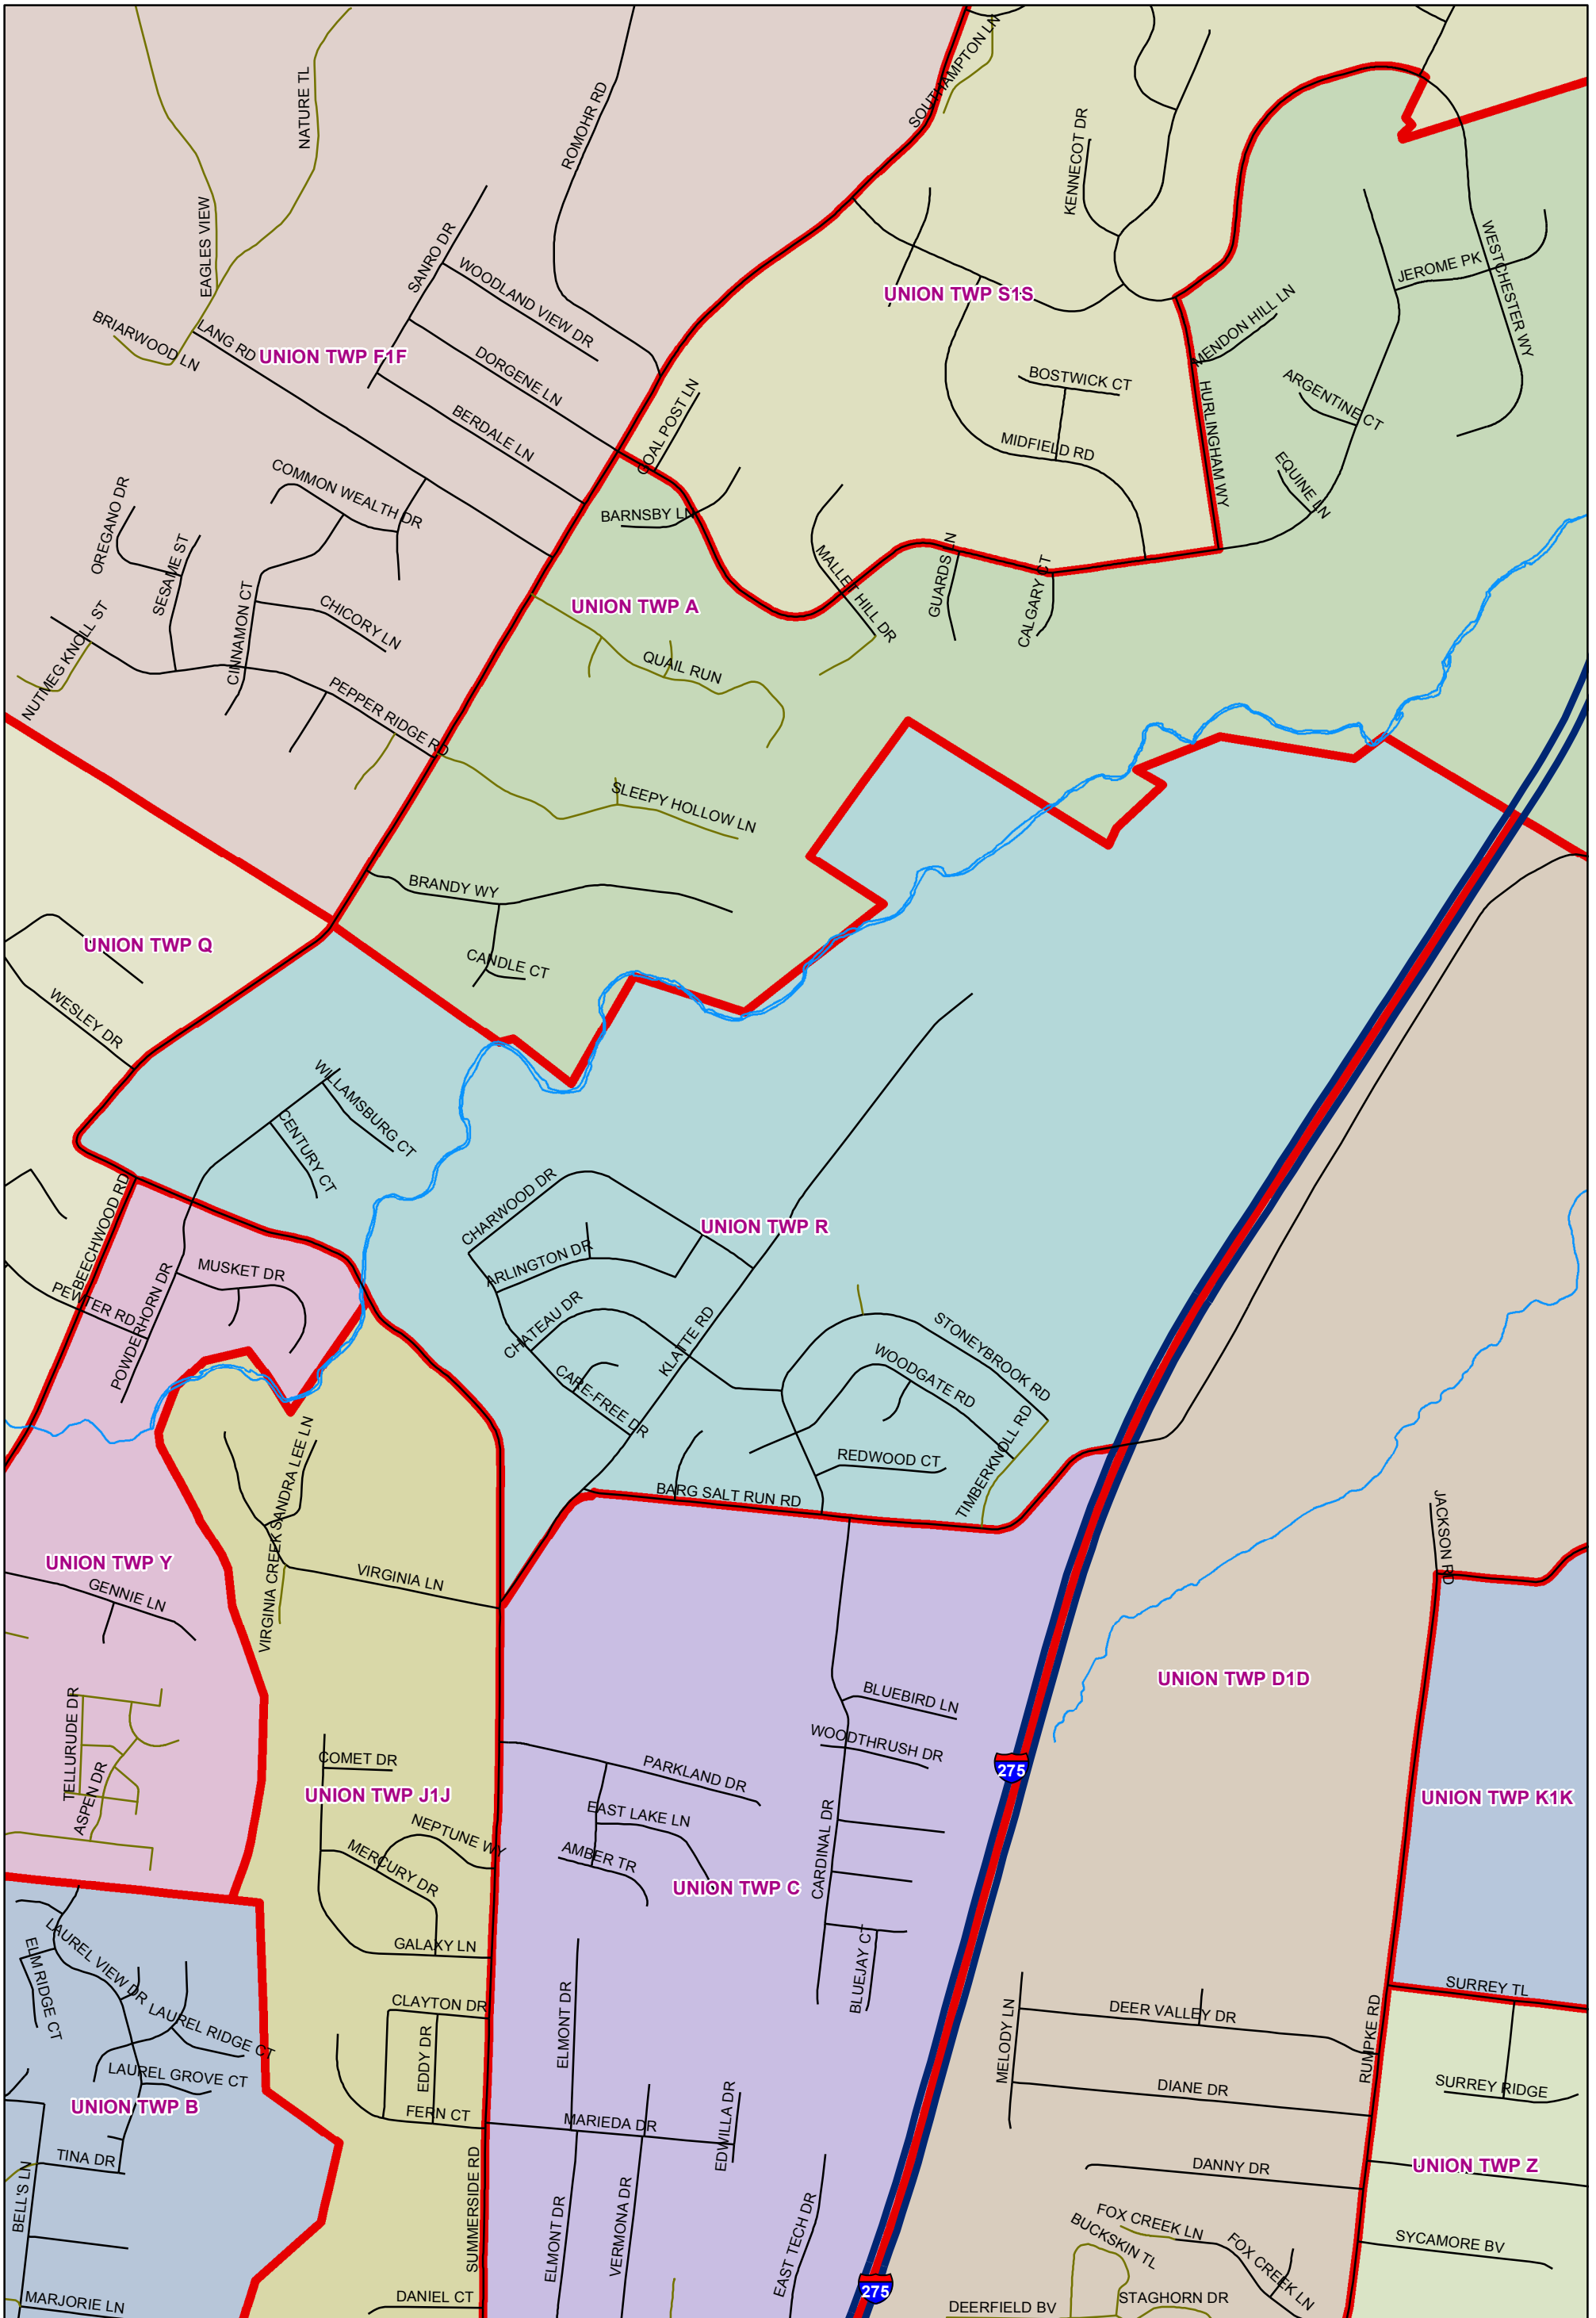 SOUTHAMPTON LN
NATURE TL
ROMOHR RD
KENNECOT DR
EAGLES VIEW
SANRO DR
WOODLAND VIEW DR
WESTCHESTER WY
JEROME PK
UNION TWP S1S
MENDON HILL LN
BRIARWOOD LN
LANG RD
UNION TWP F1F
DORGENE LN
BOSTWICK CT
ARGENTINE CT
HURLINGHAM WY
GOAL POST LN
BERDALE LN
MIDFIELD RD
EQUINE LN
COMMON WEALTH DR
OREGANO DR
BARNSBY LN
SESAME ST
MALLET HILL DR
GUARDS LN
CALGARY CT
CINNAMON CT
CHICORY LN
UNION TWP A
NUTMEG KNOLL ST
QUAIL RUN
PEPPER RIDGE RD
SLEEPY HOLLOW LN
BRANDY WY
UNION TWP Q
CANDLE CT
WESLEY DR
WILLAMSBURG CT
CENTURY CT
BEECHWOOD RD
CHARWOOD DR
UNION TWP R
MUSKET DR
ARLINGTON DR
PEWTER RD
POWDERHORN DR
CHATEAU DR
KLATTE RD
STONEYBROOK RD
WOODGATE RD
CARE-FREE DR
SANDRA LEE LN
REDWOOD CT
TIMBERKNOLL RD
BARG SALT RUN RD
JACKSON RD
UNION TWP Y
VIRGINIA CREEK
VIRGINIA LN
GENNIE LN
UNION TWP D1D
TELLURUDE DR
BLUEBIRD LN
WOODTHRUSH DR
COMET DR
PARKLAND DR
275
UNION TWP J1J
ASPEN DR
EAST LAKE LN
UNION TWP K1K
NEPTUNE WY
MERCURY DR
AMBER TR
CARDINAL DR
UNION TWP C
LAUREL VIEW DR
GALAXY LN
ELM RIDGE CT
BLUEJAY CT
SURREY TL
CLAYTON DR
LAUREL RIDGE CT
ELMONT DR
DEER VALLEY DR
MELODY LN
RUMPKE RD
EDDY DR
LAUREL GROVE CT
DIANE DR
SURREY RIDGE
UNION TWP B
FERN CT
MARIEDA DR
EDWILLA DR
TINA DR
DANNY DR
UNION TWP Z
BELL'S LN
SUMMERSIDE RD
ELMONT DR
VERMONA DR
EAST TECH DR
FOX CREEK LN
BUCKSKIN TL
FOX CREEK LN
SYCAMORE BV
275
MARJORIE LN
DANIEL CT
DEERFIELD BV
STAGHORN DR